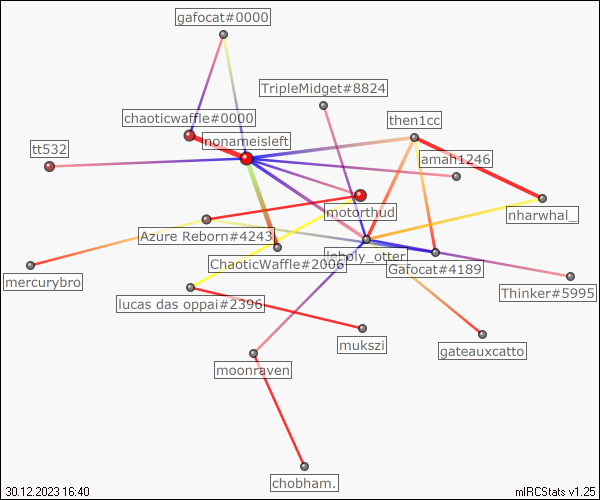 gafocat#0000
TripleMidget#8824
chaoticwaffle#0000
then1cc
nonameisleft
tt532
amah1246
motorthud
nharwhal_
Azure Reborn#4243
!eholy_otter
ChaoticWaffle#2006
Gafocat#4189
mercurybro
Thinker#5995
lucas das oppai#2396
mukszi
gateauxcatto
moonraven
chobham.
30.12.2023 16:40
mIRCStats v1.25